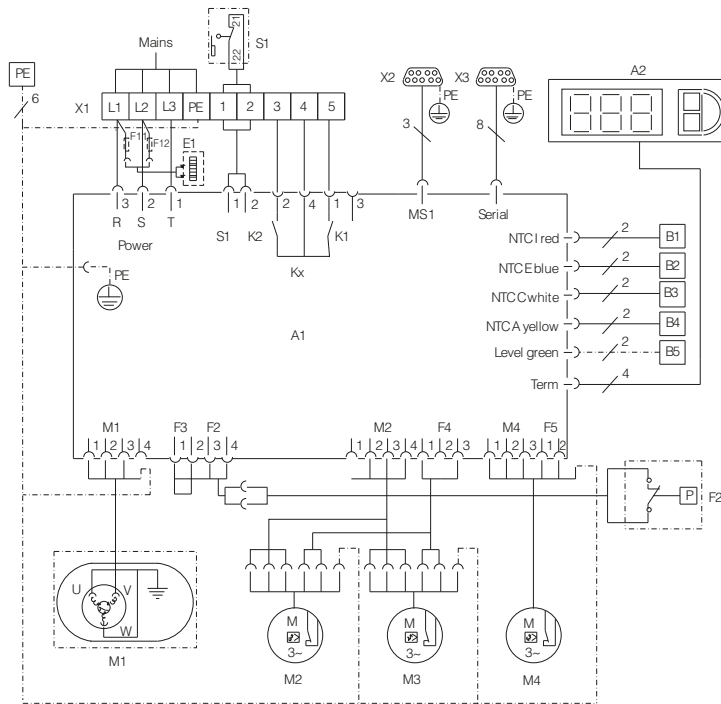 21
22
S1
Mains
PE
6
X1 L1 L2 L3 PE 1 2 3 4 5
F11 F12 E1
X2 X3
PE PE
3 8
A2
3 2 1 1 2 2 4 1 3
R S T S1 K2 K1 MS1 Serial
Power
Kx
PE
A1
NTC I red 2 B1
NTC E blue 2 B2
NTC C white 2 B3
NTC A yellow 2 B4
Level green 2 B5
Term 4
M1 F3 F2 M2 F4 M4 F5
1 2 3 4 1 2 3 4 1 2 3 4 1 2 3 1 2 3 1 2
P F2
U V
W
M1
M M M
3~ 3~ 3~
M2 M3 M4